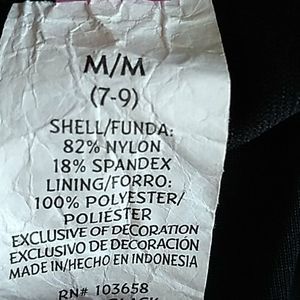 M/M
(7-9)
SHELL/FUNDA:
82% NYLON
18% SPANDEX
LINING/FORRO:
100% POLYESTER/
POLIÉSTER
EXCLUSIVE OF DECORATION
EXCLUSIVO DE DECORACIÓN
MADE IN/HECHO EN INDONESIA
RN# 103658